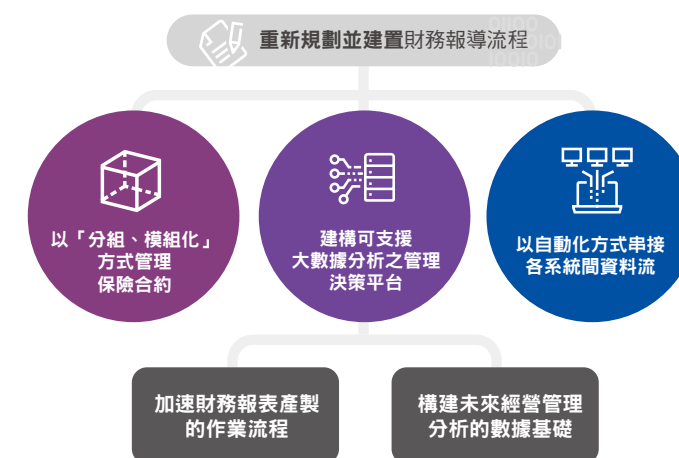 重新規劃並建置財務報導流程
以「分組、模組化」
方式管理
保險合約
建構可支援
大數據分析之管理
決策平台
以自動化方式串接
各系統間資料流
加速財務報表產製
的作業流程
構建未來經營管理
分析的數據基礎